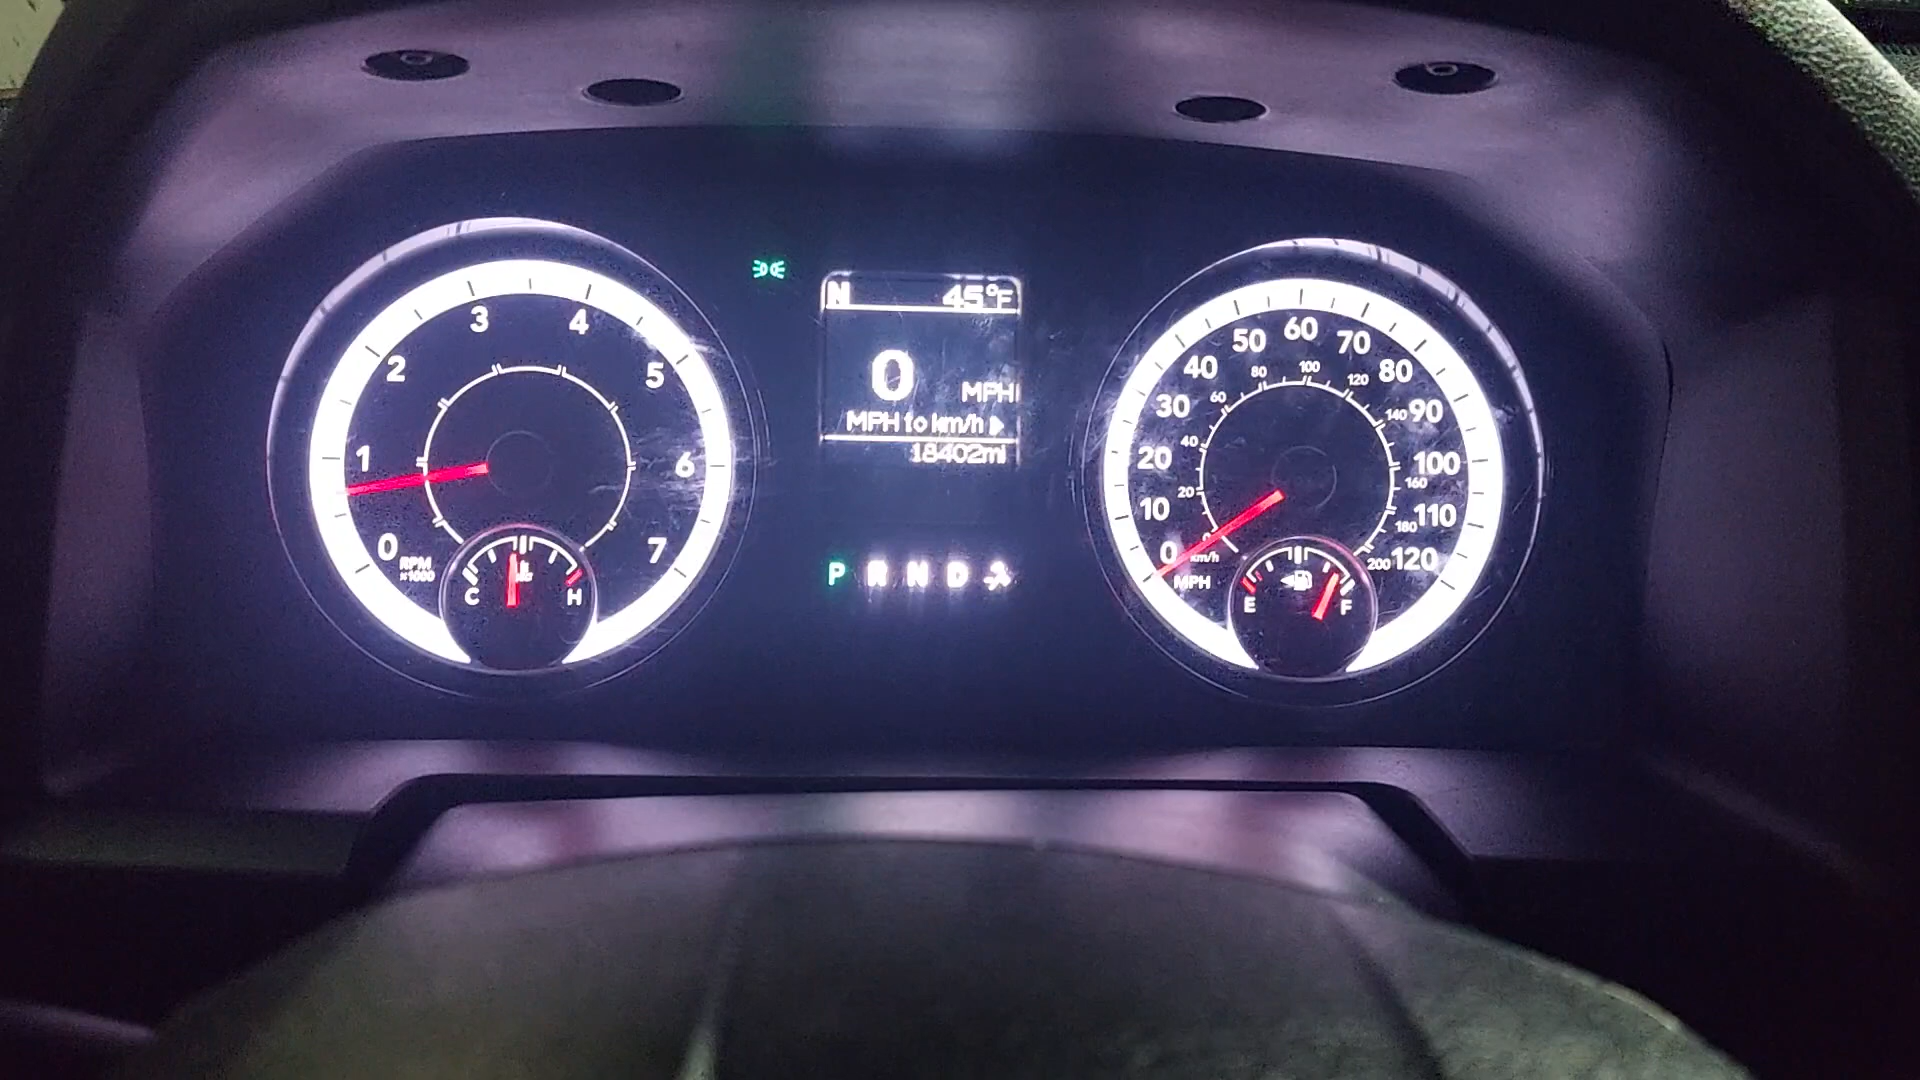 0 1 2 3 4 5 6 7
RPM
x1000
C H
N 45°F
0 MPH
MPH to km/h
18402mi
P R N D
0 10 20 30 40 50 60 70 80 90 100 110 120
MPH
0 20 40 60 80 100 120 140 160 180 200
km/h
E F